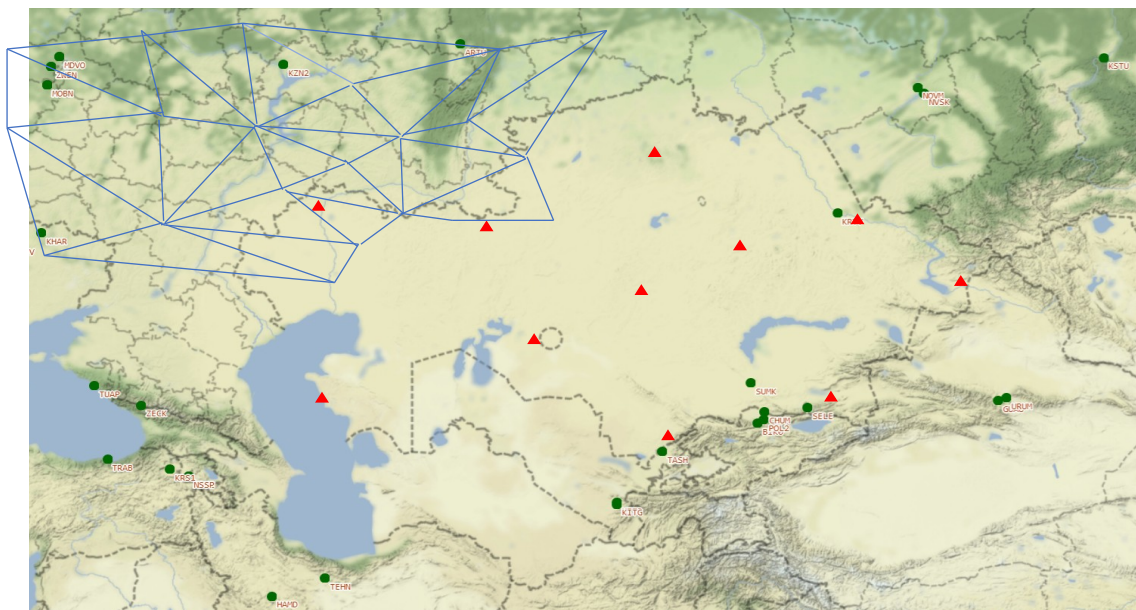 ARTU
MDVO
KZN2
ZWEN
MOBN
KSTU
NOVM
NVSK
KHAR
V
SUMK
TUAP
ZECK
CHUM
POL2
SELE
URUM
TASH
TRAB
KRS1
NSSP
KITG
TEHN
HAMD